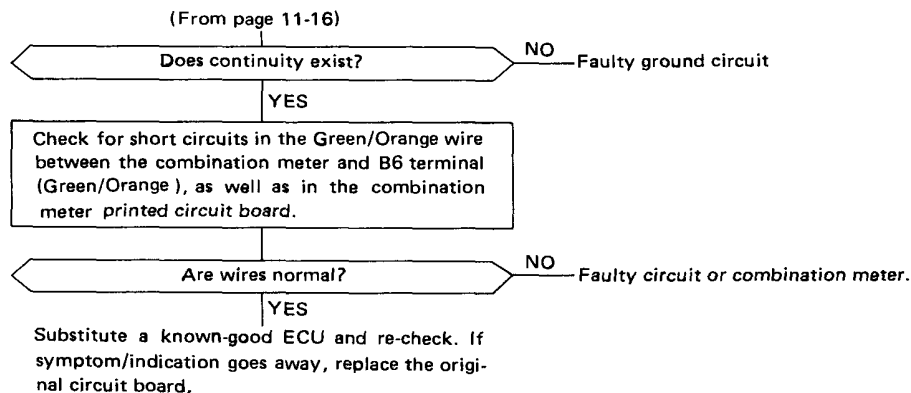 (From page 11-16)
Does continuity exist?
NO
Faulty ground circuit
YES
Check for short circuits in the Green/Orange wire
between the combination meter and B6 terminal
(Green/Orange ), as well as in the combination
meter printed circuit board.
Are wires normal?
NO
Faulty circuit or combination meter.
YES
Substitute a known-good ECU and re-check. If
symptom/indication goes away, replace the origi-
nal circuit board.